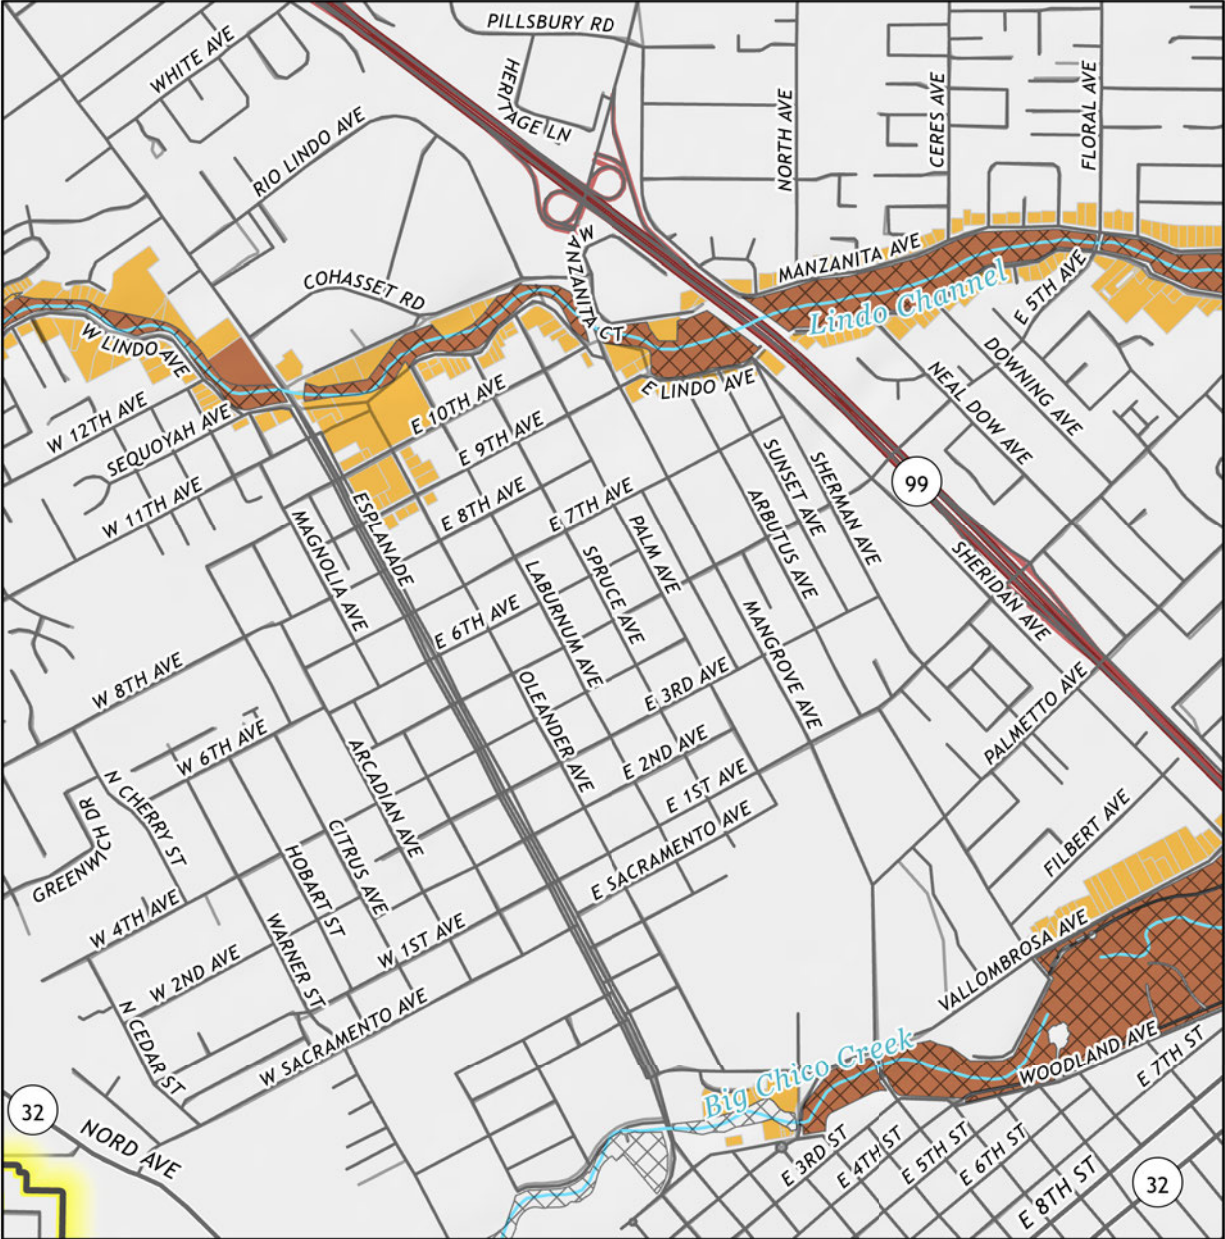 PILLSBURY RD
WHITE AVE
HERITAGE LN
RIO LINDO AVE
NORTH AVE
CERES AVE
FLORAL AVE
MANZANITA CT
MANZANITA AVE
COHASSET RD
Lindo Channel
E 5TH AVE
W LINDO AVE
E LINDO AVE
NEAL DOW AVE
DOWNING AVE
W 12TH AVE
SEQUOYAH AVE
E 10TH AVE
E 9TH AVE
W 11TH AVE
ESPLANADE
E 8TH AVE
E 7TH AVE
SUNSET AVE
SHERMAN AVE
99
MAGNOLIA AVE
LABURNUM AVE
SPRUCE AVE
PALM AVE
ARBUTUS AVE
SHERIDAN AVE
E 6TH AVE
MANGROVE AVE
W 8TH AVE
OLEANDER AVE
E 3RD AVE
PALMETTO AVE
W 6TH AVE
ARCADIAN AVE
E 2ND AVE
N CHERRY ST
E 1ST AVE
GREENWICH DR
CITRUS AVE
HOBART ST
E SACRAMENTO AVE
FILBERT AVE
W 4TH AVE
WARNER ST
W 1ST AVE
VALLOMBROSA AVE
W 2ND AVE
N CEDAR ST
W SACRAMENTO AVE
Big Chico Creek
WOODLAND AVE
E 7TH ST
32
NORD AVE
E 3RD ST
E 4TH ST
E 5TH ST
E 6TH ST
E 8TH ST
32